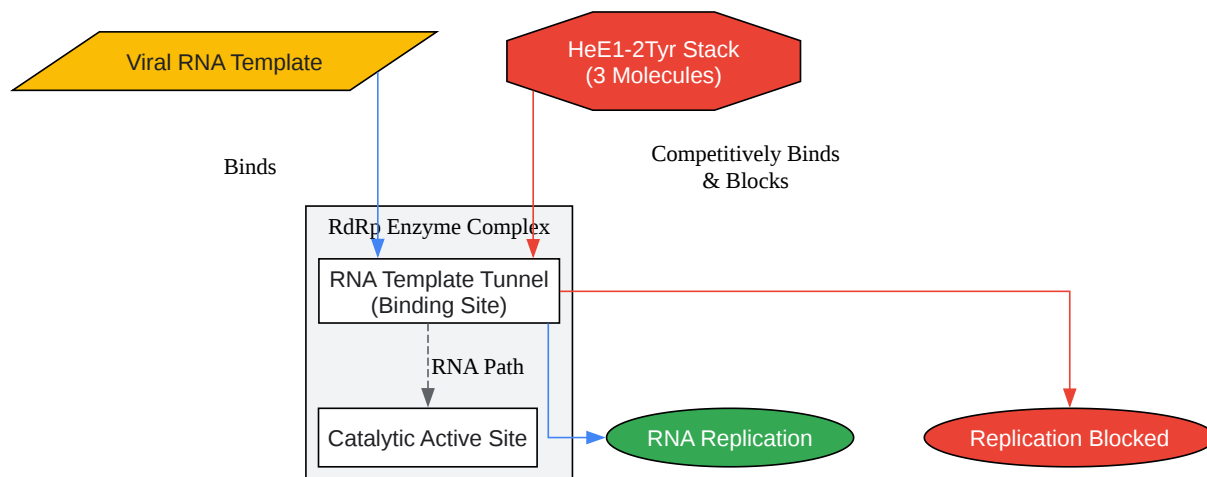 Viral RNA Template
HeE1-2Tyr Stack
(3 Molecules)
Binds
Competitively Binds
& Blocks
RdRp Enzyme Complex
RNA Template Tunnel
(Binding Site)
RNA Path
Catalytic Active Site
RNA Replication
Replication Blocked